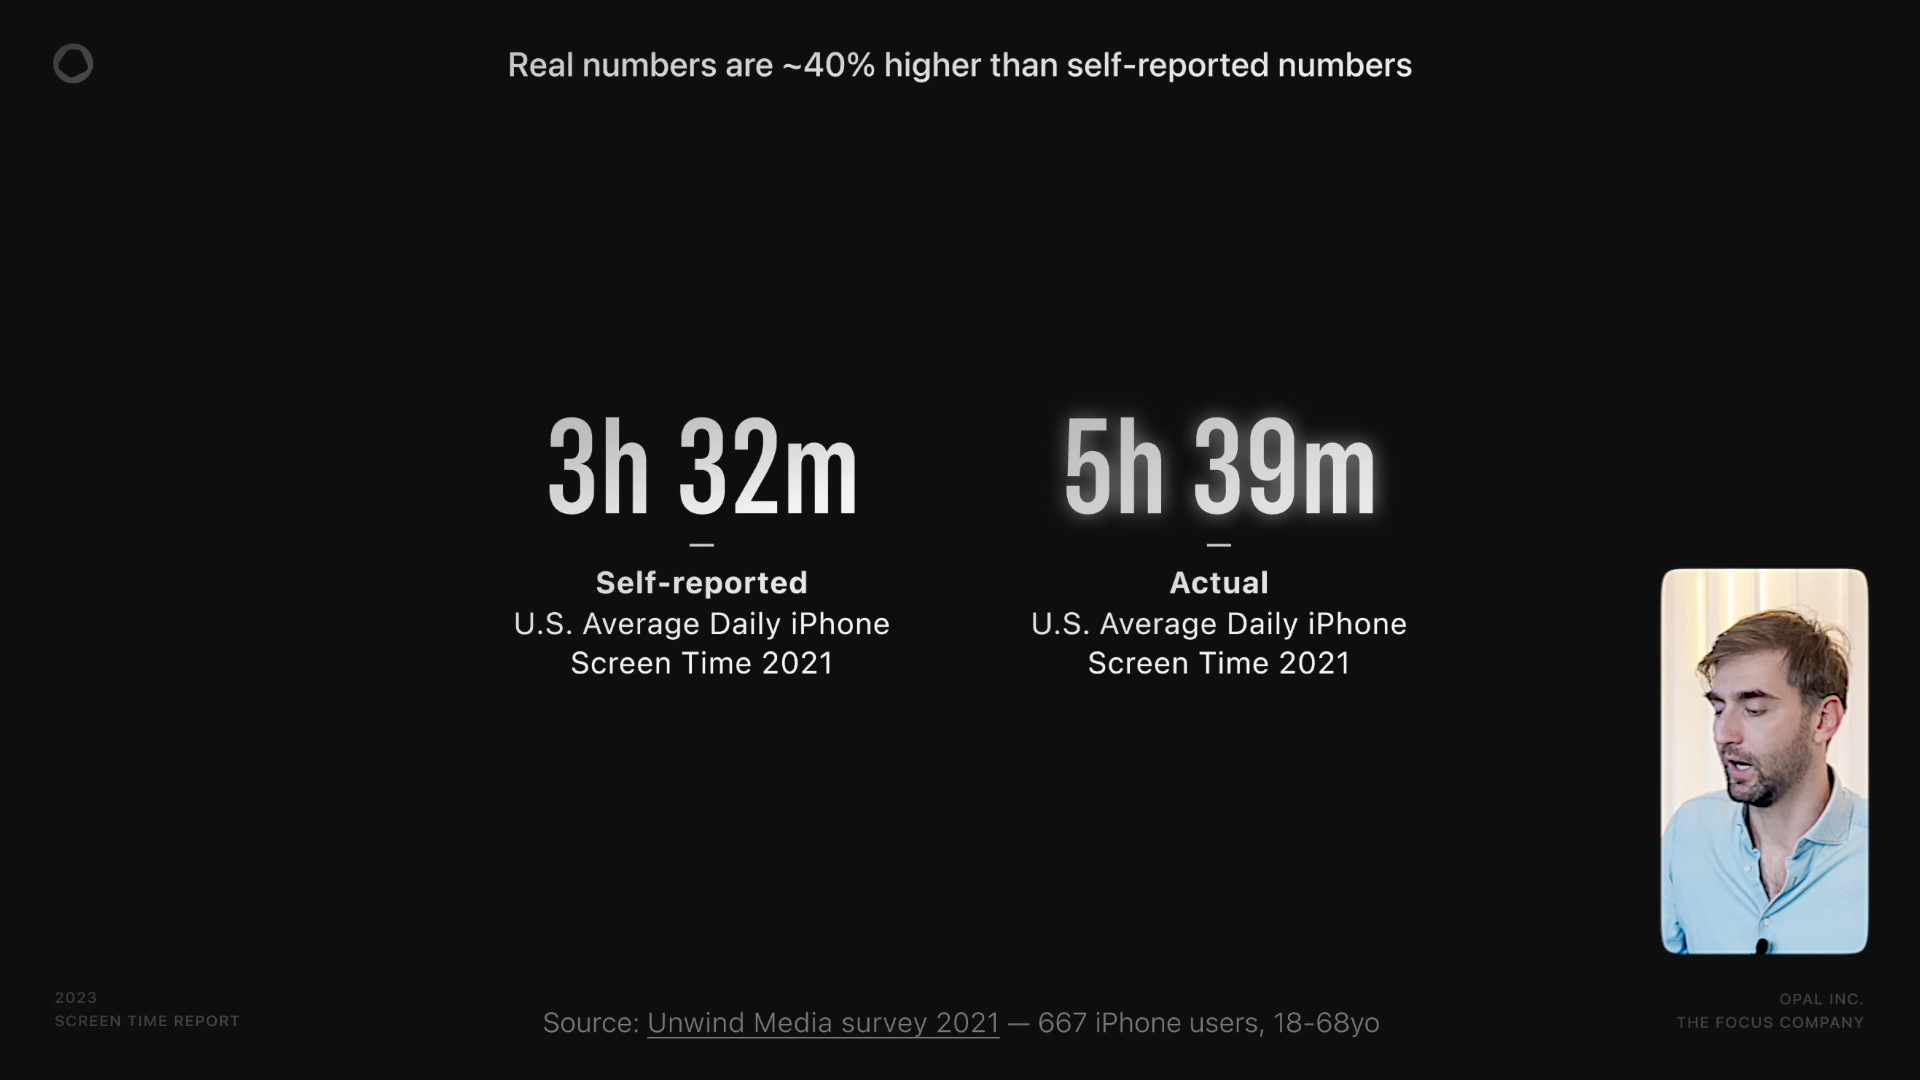 Real numbers are ~40% higher than self-reported numbers
3h 32m
—
Self-reported
U.S. Average Daily iPhone
Screen Time 2021
5h 39m
—
Actual
U.S. Average Daily iPhone
Screen Time 2021
2023
SCREEN TIME REPORT
Source: Unwind Media survey 2021 — 667 iPhone users, 18-68yo
OPAL INC.
THE FOCUS COMPANY